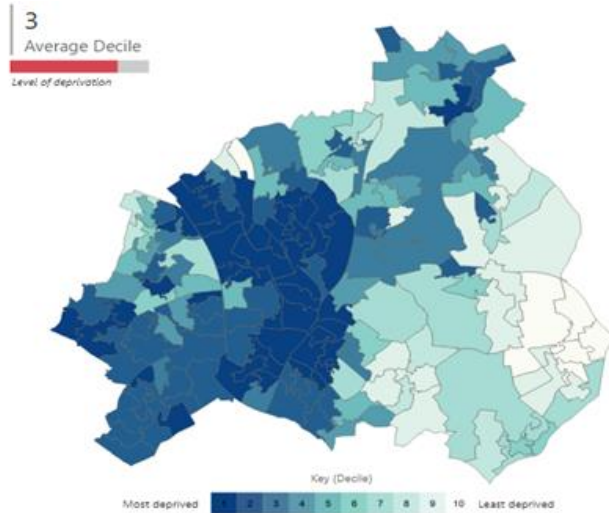 3
Average Decile
Level of deprivation
Key (Decile)
Most deprived 1 2 3 4 5 6 7 8 9 10 Least deprived